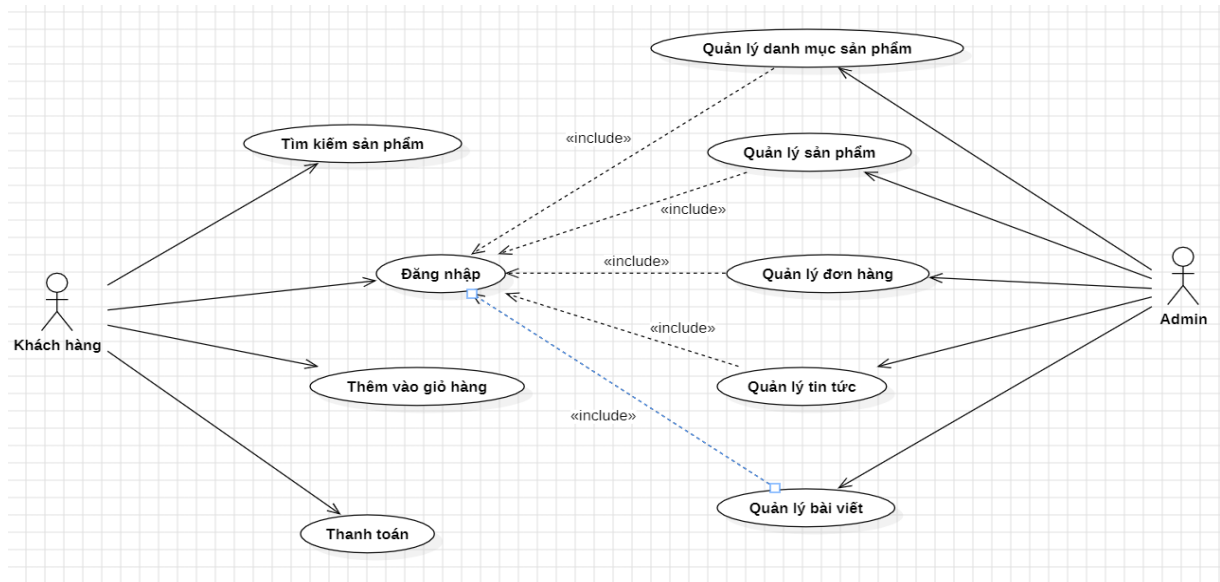 Quản lý danh mục sản phẩm
«include»
Tìm kiếm sản phẩm
Quản lý sản phẩm
«include»
«include»
Đăng nhập
Quản lý đơn hàng
Admin
«include»
Khách hàng
Thêm vào giỏ hàng
Quản lý tin tức
«include»
Quản lý bài viết
Thanh toán